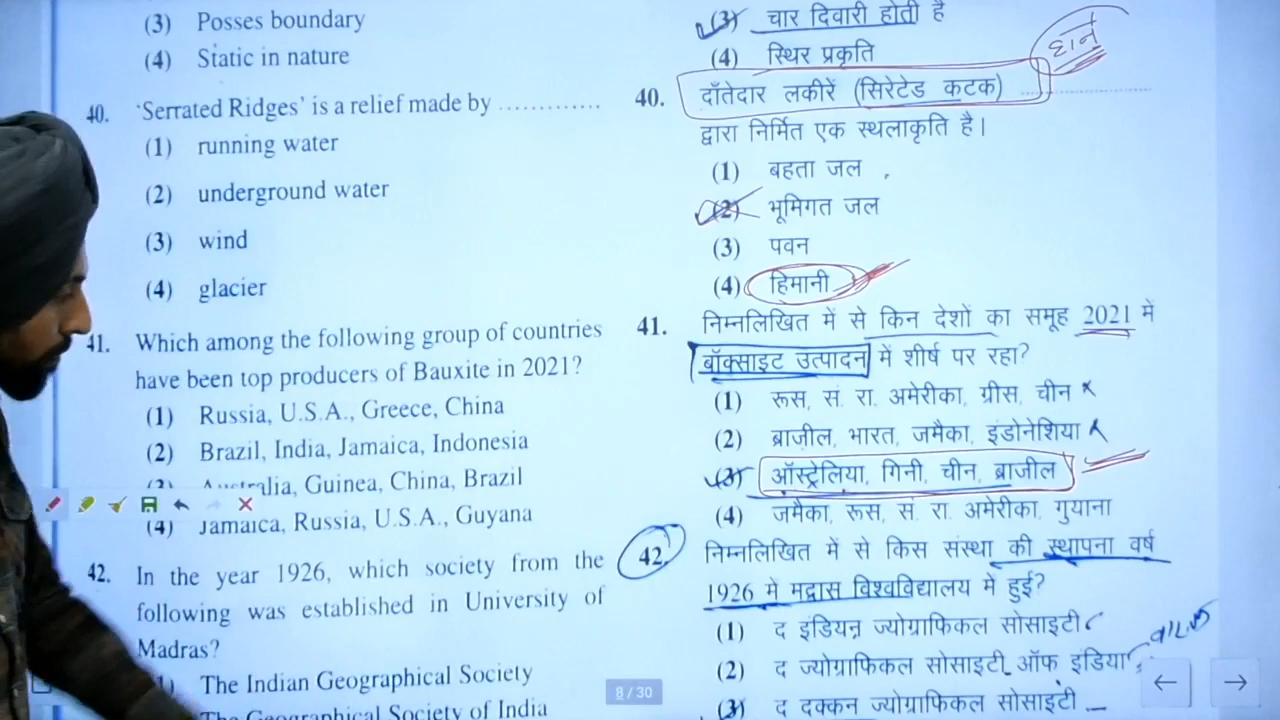 (3) Posses boundary
(4) Static in nature
40. 'Serrated Ridges' is a relief made by .............
(1) running water
(2) underground water
(3) wind
(4) glacier
41. Which among the following group of countries
have been top producers of Bauxite in 2021?
(1) Russia, U.S.A., Greece, China
(2) Brazil, India, Jamaica, Indonesia
Guinea, China, Brazil
(4) Jamaica, Russia, U.S.A., Guyana
42. In the year 1926, which society from the
following was established in University of
Madras?
The Indian Geographical Society
The Geographical Society of India
(3) चार दिवारी होती है
(4) स्थिर प्रकृति
40. दाँतेदार लकीरें (सिरेटेड कटक) ....................
द्वारा निर्मित एक स्थलाकृति है।
(1) बहता जल
(2) भूमिगत जल
(3) पवन
(4) हिमानी
41. निम्नलिखित में से किन देशों का समूह 2021 में
बॉक्साइट उत्पादन में शीर्ष पर रहा?
(1) रूस, सं. रा. अमेरीका, ग्रीस, चीन
(2) ब्राजील, भारत, जमैका, इंडोनेशिया
(3) ऑस्ट्रेलिया, गिनी, चीन, ब्राजील
(4) जमैका, रूस, सं. रा. अमेरीका, गुयाना
42. निम्नलिखित में से किस संस्था की स्थापना वर्ष
1926 में मद्रास विश्वविद्यालय में हुई?
(1) द इंडियन ज्योग्राफिकल सोसाइटी
(2) द ज्योग्राफिकल सोसाइटी ऑफ इंडिया
(3) द दक्कन ज्योग्राफिकल सोसाइटी
8 / 30